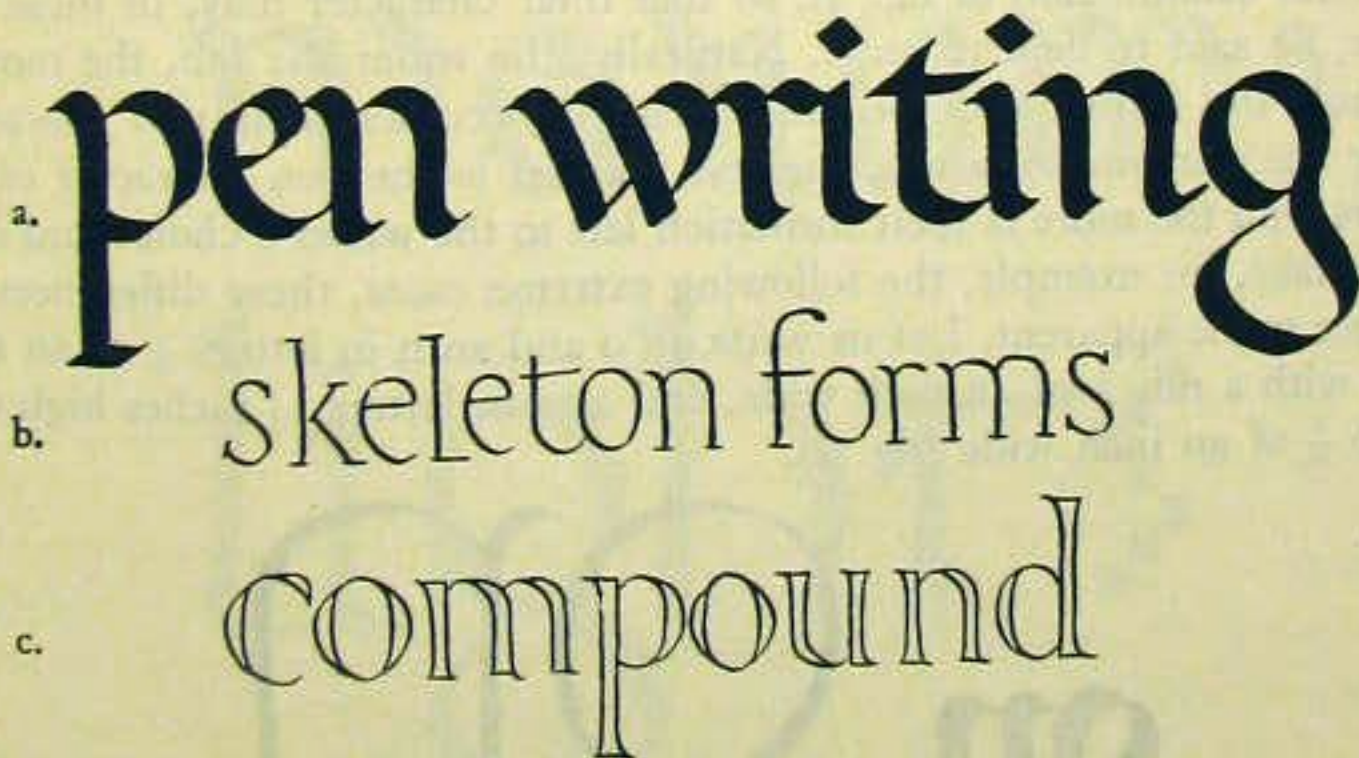 a. pen writing
b. skeleton forms
c. compound